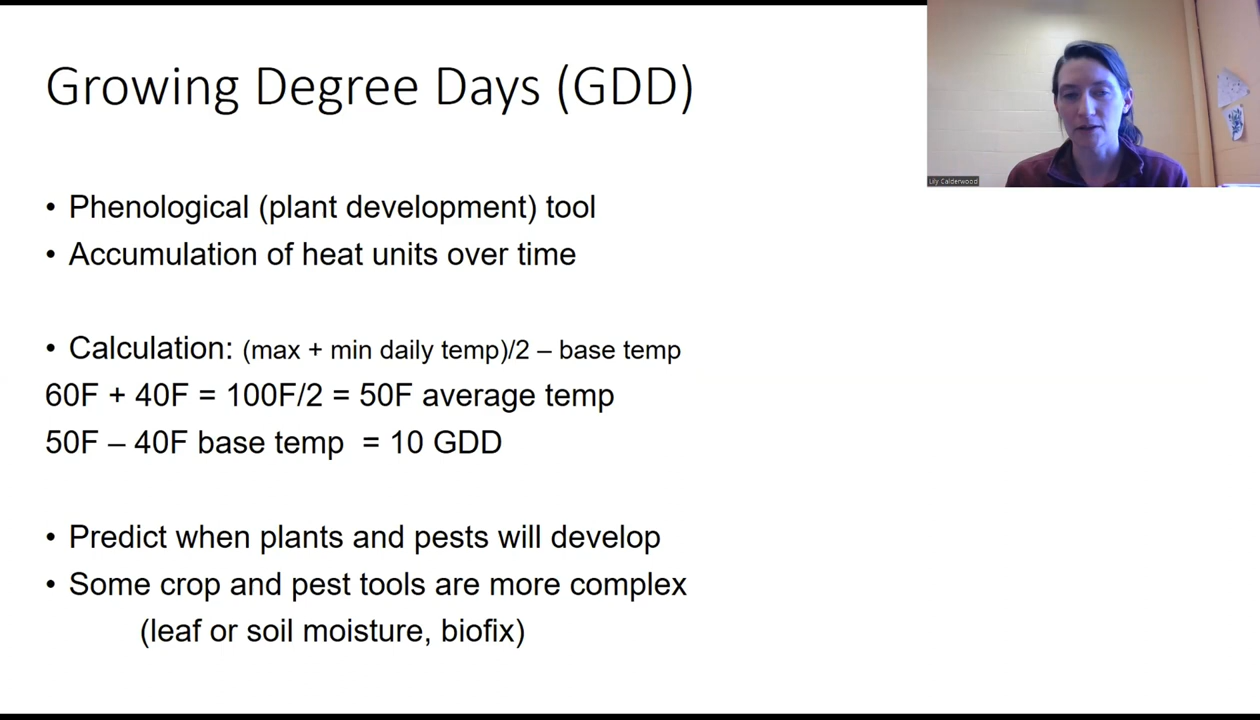 Growing Degree Days (GDD)
Lily Calderwood
• Phenological (plant development) tool
• Accumulation of heat units over time
• Calculation: (max + min daily temp)/2 – base temp
60F + 40F = 100F/2 = 50F average temp
50F – 40F base temp = 10 GDD
• Predict when plants and pests will develop
• Some crop and pest tools are more complex
(leaf or soil moisture, biofix)